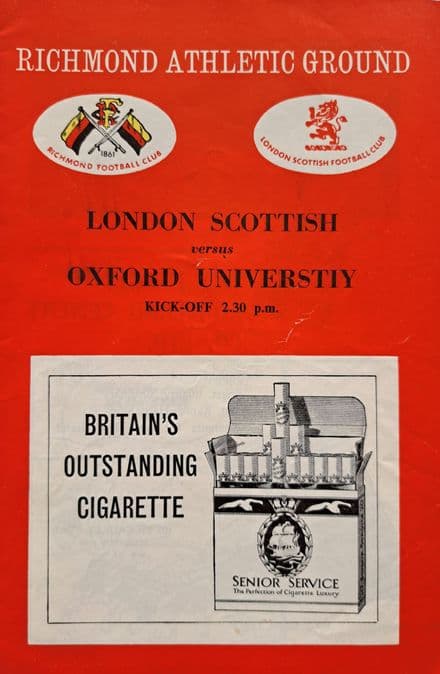 RICHMOND ATHLETIC GROUND
1861
RICHMOND FOOTBALL CLUB
LONDON SCOTTISH FOOTBALL CLUB
LONDON SCOTTISH
versus
OXFORD UNIVERSTIY
KICK-OFF 2.30 p.m.
BRITAIN'S
OUTSTANDING
CIGARETTE
SENIOR SERVICE
The Perfection of Cigarette Luxury